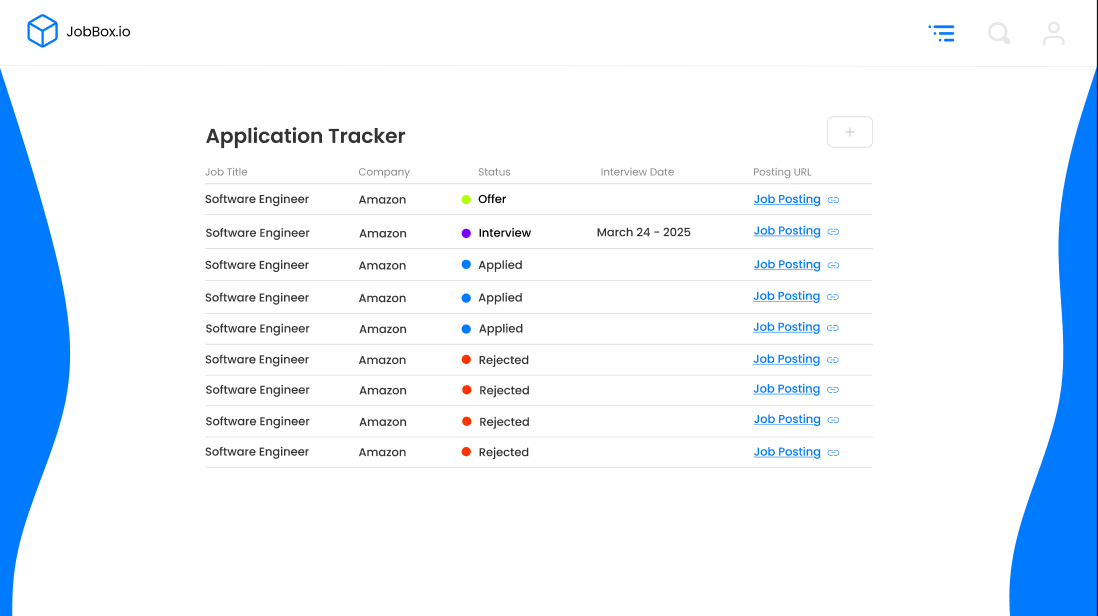 JobBox.io
Application Tracker
+
Job Title Company Status Interview Date Posting URL
Software Engineer Amazon Offer Job Posting
Software Engineer Amazon Interview March 24 - 2025 Job Posting
Software Engineer Amazon Applied Job Posting
Software Engineer Amazon Applied Job Posting
Software Engineer Amazon Applied Job Posting
Software Engineer Amazon Rejected Job Posting
Software Engineer Amazon Rejected Job Posting
Software Engineer Amazon Rejected Job Posting
Software Engineer Amazon Rejected Job Posting